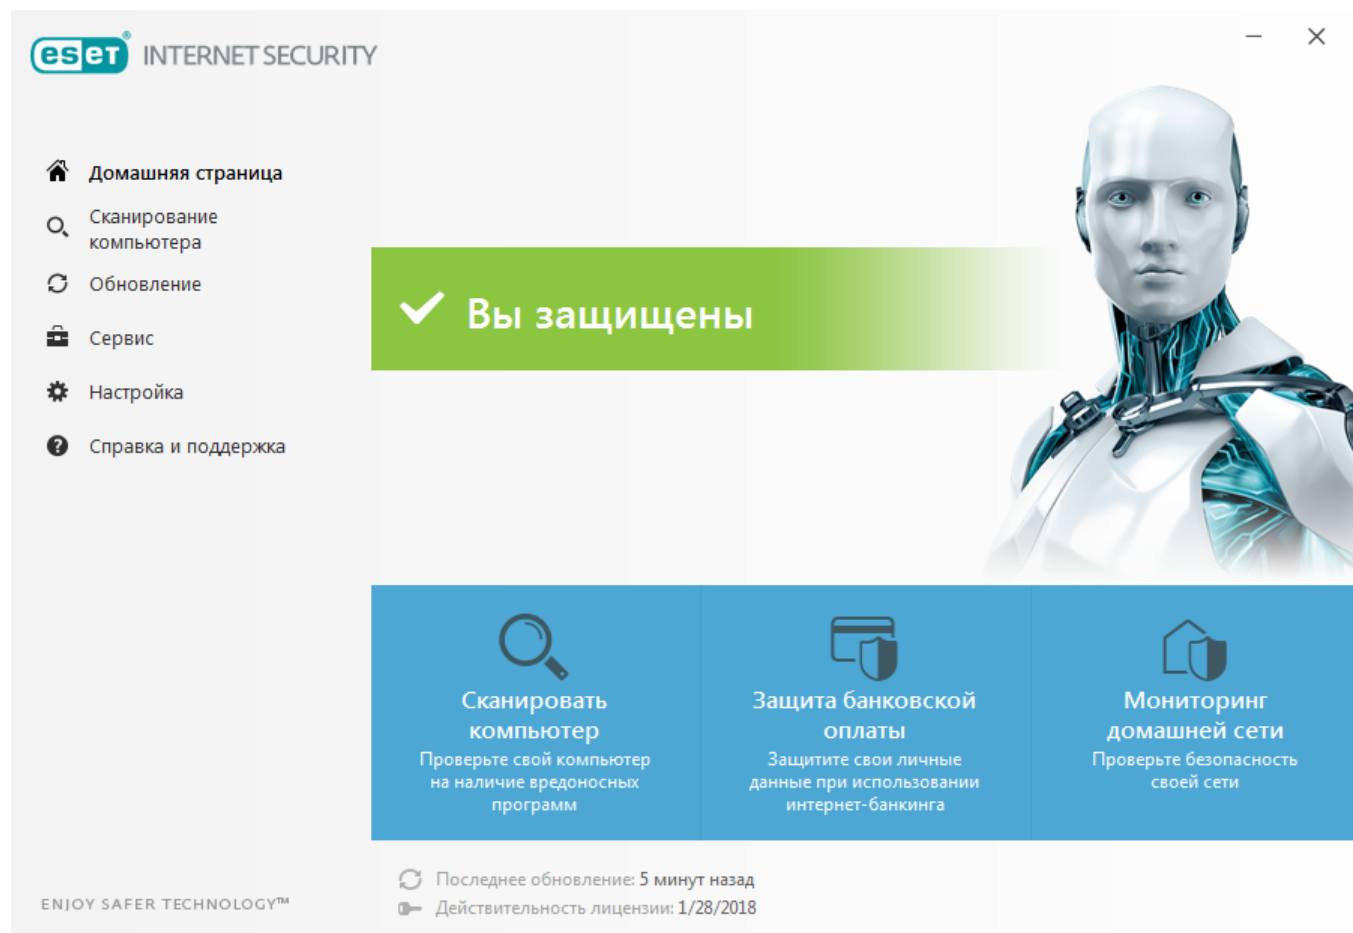 eset® INTERNET SECURITY
Домашняя страница
Сканирование
компьютера
Обновление
Сервис
Настройка
Справка и поддержка
Вы защищены
Сканировать
компьютер
Проверьте свой компьютер
на наличие вредоносных
программ
Защита банковской
оплаты
Защитите свои личные
данные при использовании
интернет-банкинга
Мониторинг
домашней сети
Проверьте безопасность
своей сети
ENJOY SAFER TECHNOLOGY™
Последнее обновление: 5 минут назад
Действительность лицензии: 1/28/2018